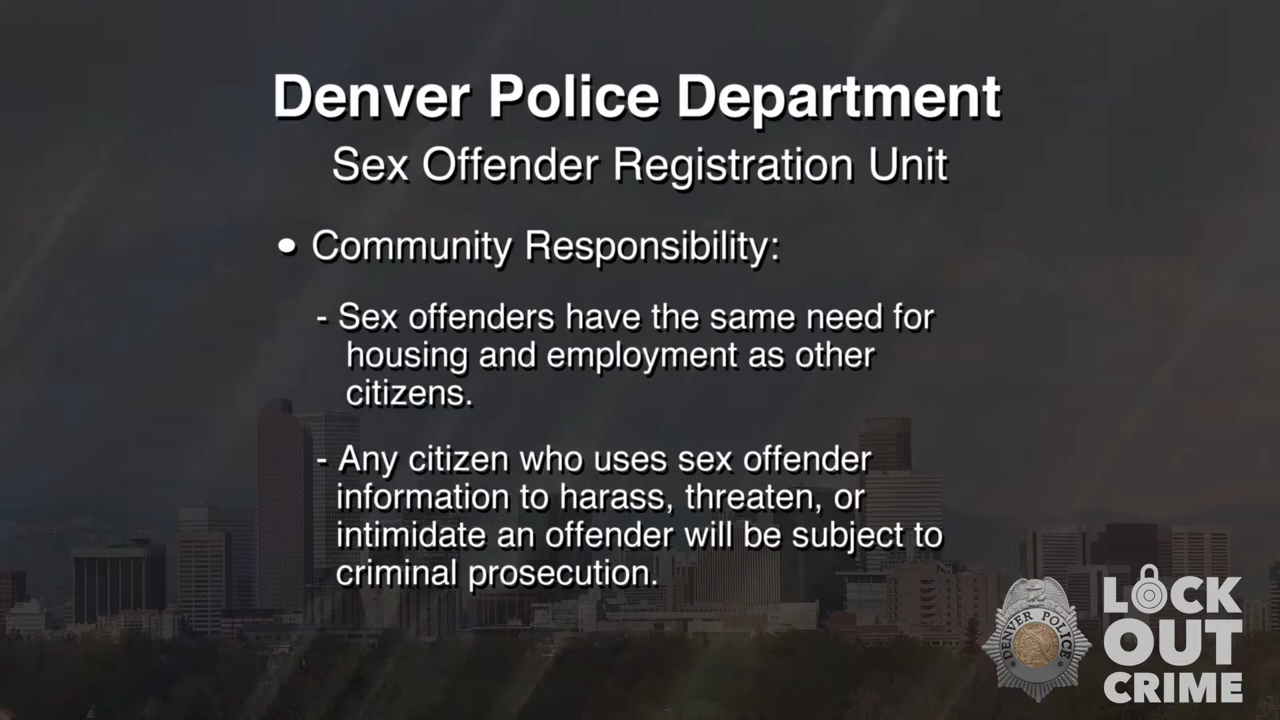 Denver Police Department
Sex Offender Registration Unit
• Community Responsibility:
- Sex offenders have the same need for
housing and employment as other
citizens.
- Any citizen who uses sex offender
information to harass, threaten, or
intimidate an offender will be subject to
criminal prosecution.
DENVER POLICE
LOCK
OUT
CRIME